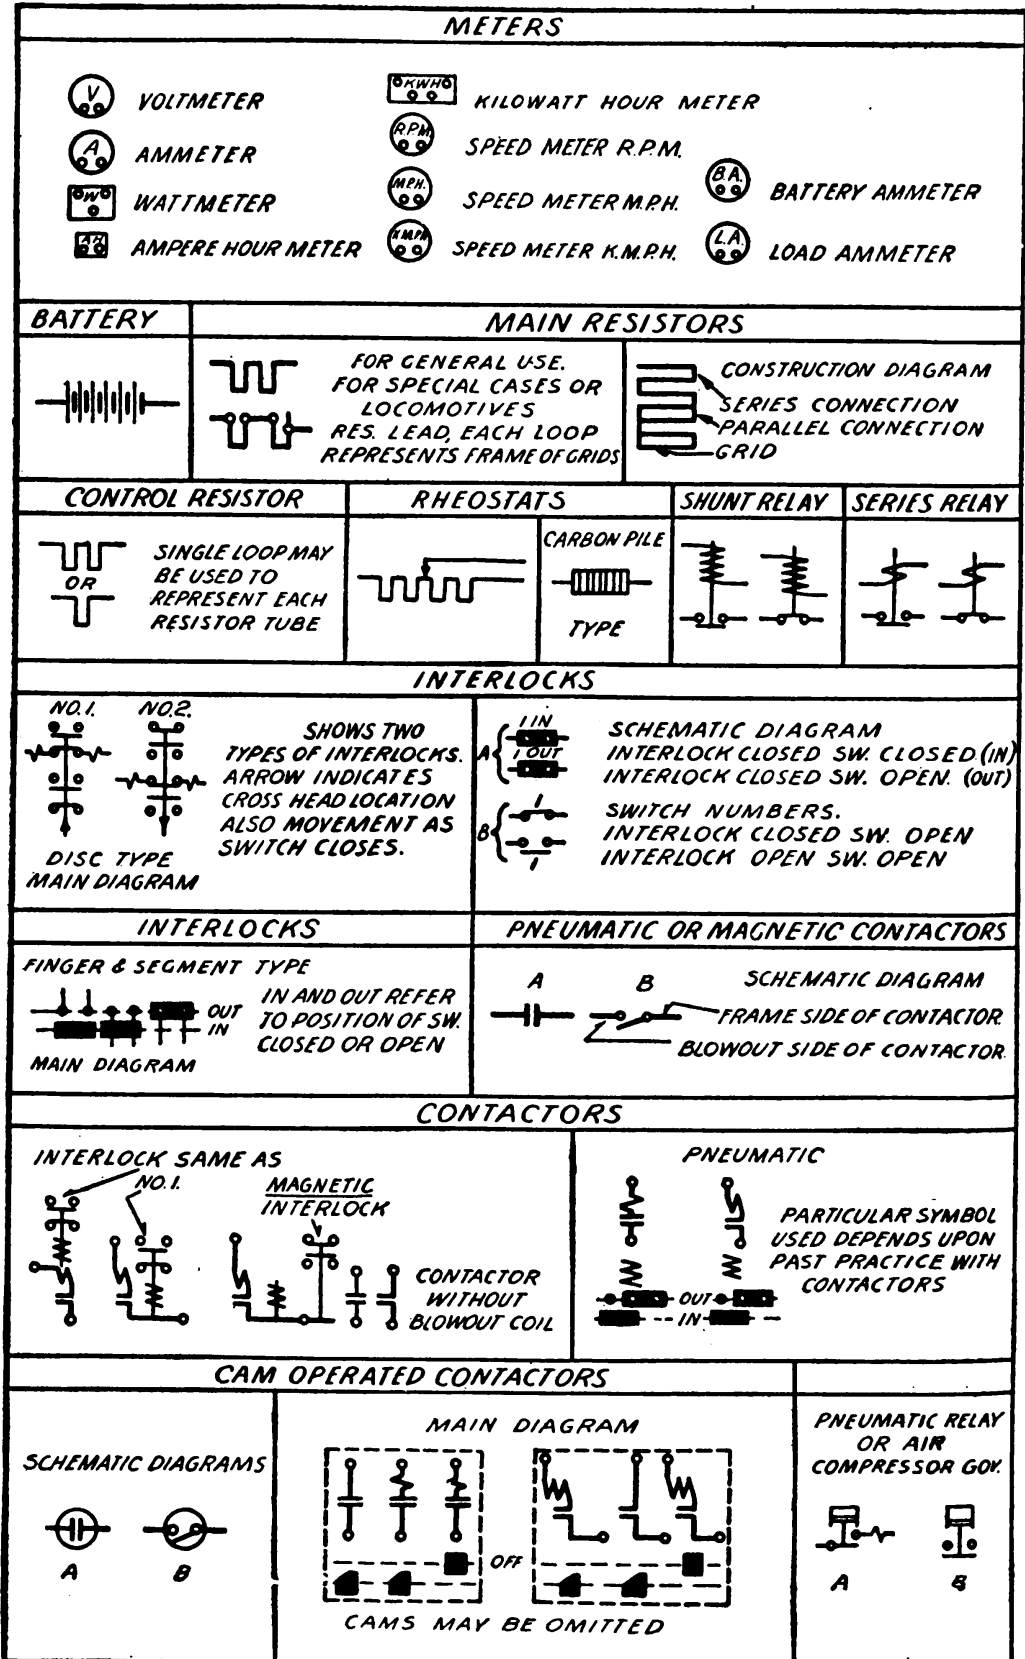 METERS
V VOLTMETER
A AMMETER
W WATTMETER
AH AMPERE HOUR METER
KWH KILOWATT HOUR METER
R.P.M. SPEED METER R.P.M.
M.P.H. SPEED METER M.P.H.
K.M.P.H. SPEED METER K.M.P.H.
B.A. BATTERY AMMETER
L.A. LOAD AMMETER
BATTERY
MAIN RESISTORS
FOR GENERAL USE.
FOR SPECIAL CASES OR
LOCOMOTIVES
RES. LEAD, EACH LOOP
REPRESENTS FRAME OF GRIDS
CONSTRUCTION DIAGRAM
SERIES CONNECTION
PARALLEL CONNECTION
GRID
CONTROL RESISTOR
OR
SINGLE LOOP MAY
BE USED TO
REPRESENT EACH
RESISTOR TUBE
RHEOSTATS
CARBON PILE
TYPE
SHUNT RELAY
SERIES RELAY
INTERLOCKS
NO.1. NO.2.
DISC TYPE
MAIN DIAGRAM
SHOWS TWO
TYPES OF INTERLOCKS.
ARROW INDICATES
CROSS HEAD LOCATION
ALSO MOVEMENT AS
SWITCH CLOSES.
A
1 IN
1 OUT
SCHEMATIC DIAGRAM
INTERLOCK CLOSED SW. CLOSED (IN)
INTERLOCK CLOSED SW. OPEN. (OUT)
B
1
1
SWITCH NUMBERS.
INTERLOCK CLOSED SW. OPEN
INTERLOCK OPEN SW. OPEN
INTERLOCKS
FINGER & SEGMENT TYPE
OUT
IN
MAIN DIAGRAM
IN AND OUT REFER
TO POSITION OF SW.
CLOSED OR OPEN
PNEUMATIC OR MAGNETIC CONTACTORS
A B
SCHEMATIC DIAGRAM
FRAME SIDE OF CONTACTOR.
BLOWOUT SIDE OF CONTACTOR.
CONTACTORS
INTERLOCK SAME AS
NO.1.
MAGNETIC
INTERLOCK
CONTACTOR
WITHOUT
BLOWOUT COIL
PNEUMATIC
OUT
IN
PARTICULAR SYMBOL
USED DEPENDS UPON
PAST PRACTICE WITH
CONTACTORS
CAM OPERATED CONTACTORS
SCHEMATIC DIAGRAMS
A B
MAIN DIAGRAM
OFF
CAMS MAY BE OMITTED
PNEUMATIC RELAY
OR AIR
COMPRESSOR GOV.
A B